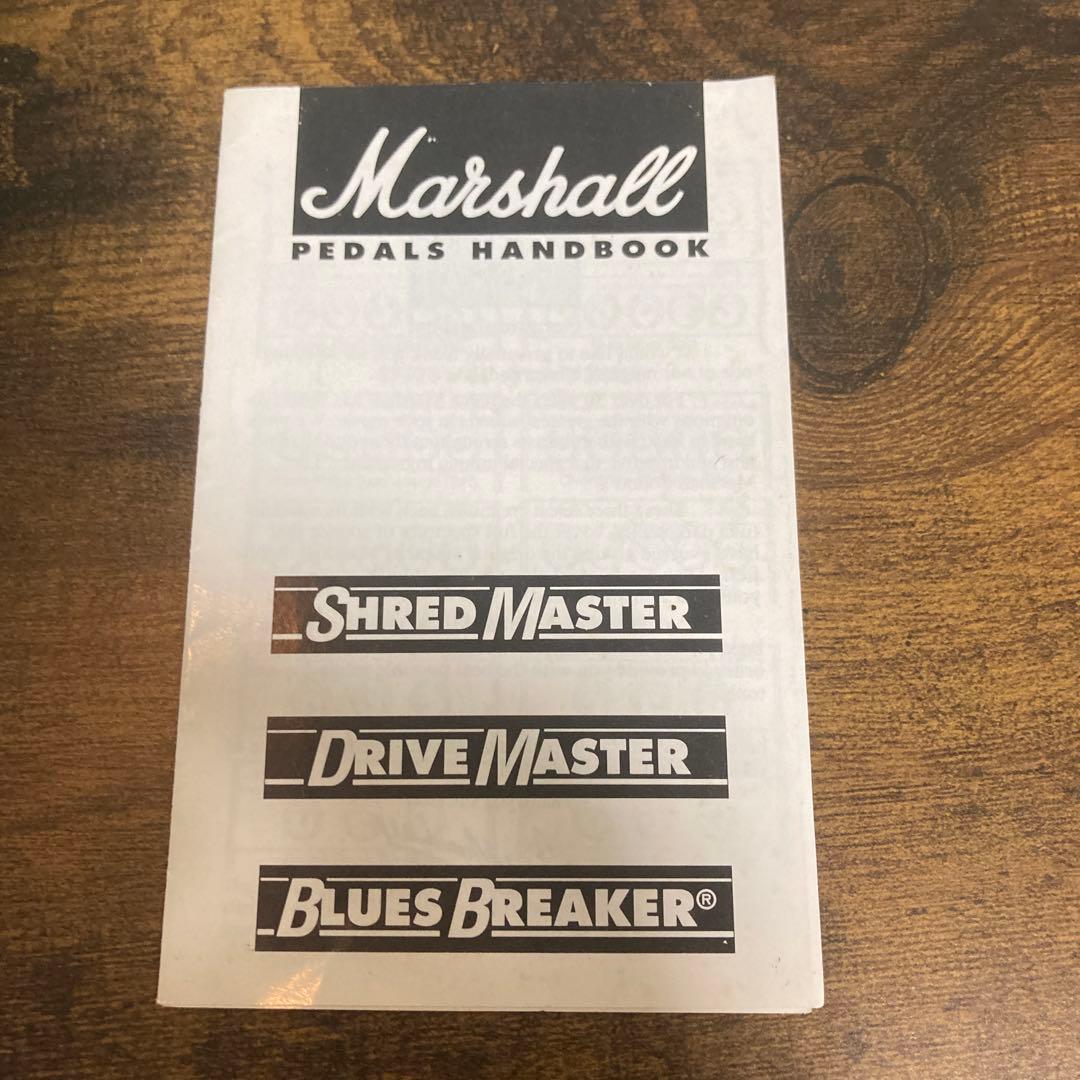 Marshall
PEDALS HANDBOOK
SHRED MASTER
DRIVE MASTER
BLUES BREAKER®